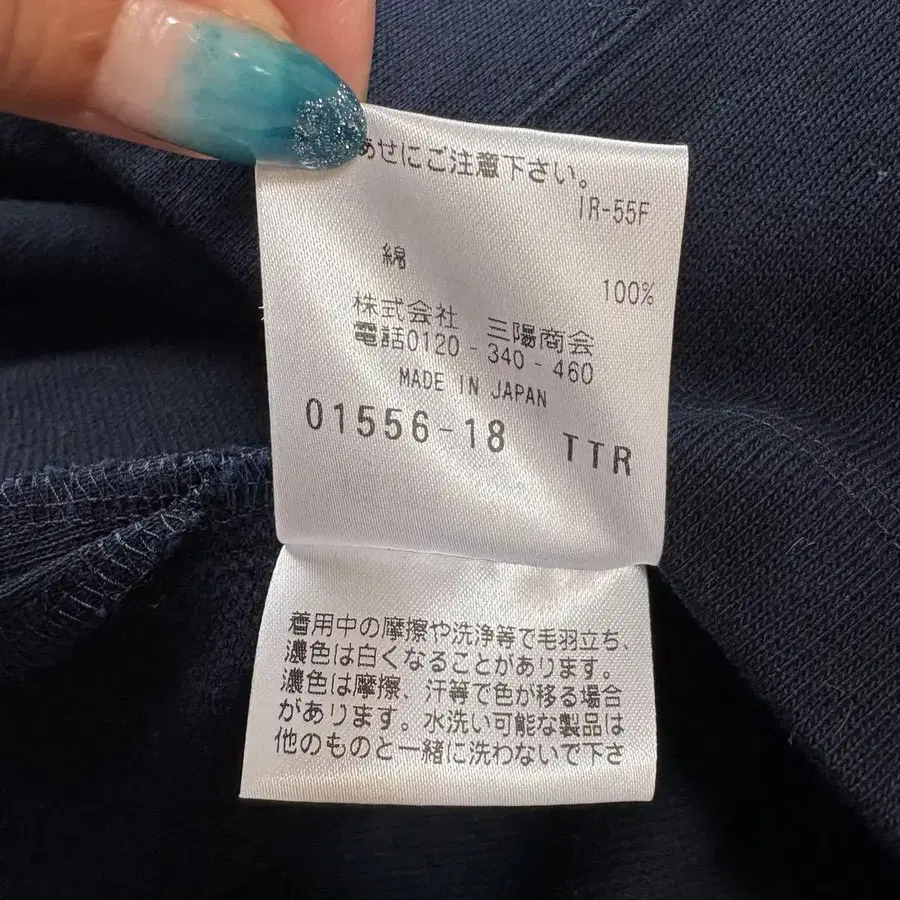 あせにご注意下さい。
IR-55F
綿
100%
株式会社 三陽商会
電話0120-340-460
MADE IN JAPAN
01556-18 TTR
着用中の摩擦や洗浄等で毛羽立ち、
濃色は白くなることがあります。
濃色は摩擦、汗等で色が移る場合
があります。水洗い可能な製品は
他のものと一緒に洗わないで下さ